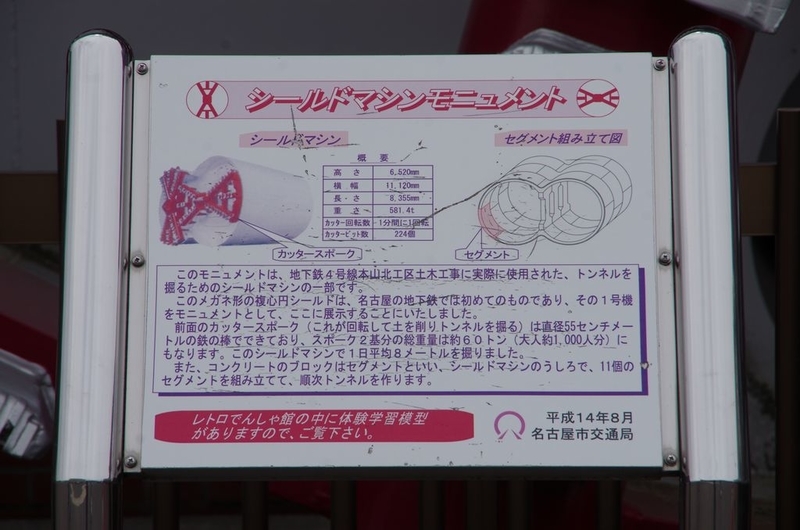 シールドマシンモニュメント
シールドマシン
概要
高さ 6,520mm
横幅 11,120mm
長さ 8,355mm
重さ 581.4t
カッター回転数 1分間に1回転
カッタービット数 224個
カッタースポーク
セグメント組み立て図
セグメント
このモニュメントは、地下鉄4号線本山北工区土木工事に実際に使用された、トンネルを
掘るためのシールドマシンの一部です。
このメガネ形の複心円シールドは、名古屋の地下鉄では初めてのものであり、その1号機
をモニュメントとして、ここに展示することにいたしました。
前面のカッタースポーク（これが回転して土を削りトンネルを掘る）は直径55センチメー
トルの鉄の棒でできており、スポーク2基分の総重量は約60トン（大人約1,000人分）に
もなります。このシールドマシンで1日平均8メートルを掘りました。
また、コンクリートのブロックはセグメントといい、シールドマシンのうしろで、11個の
セグメントを組み立てて、順次トンネルを作ります。
レトロでんしゃ館の中に体験学習模型
がありますので、ご覧下さい。
平成14年8月
名古屋市交通局